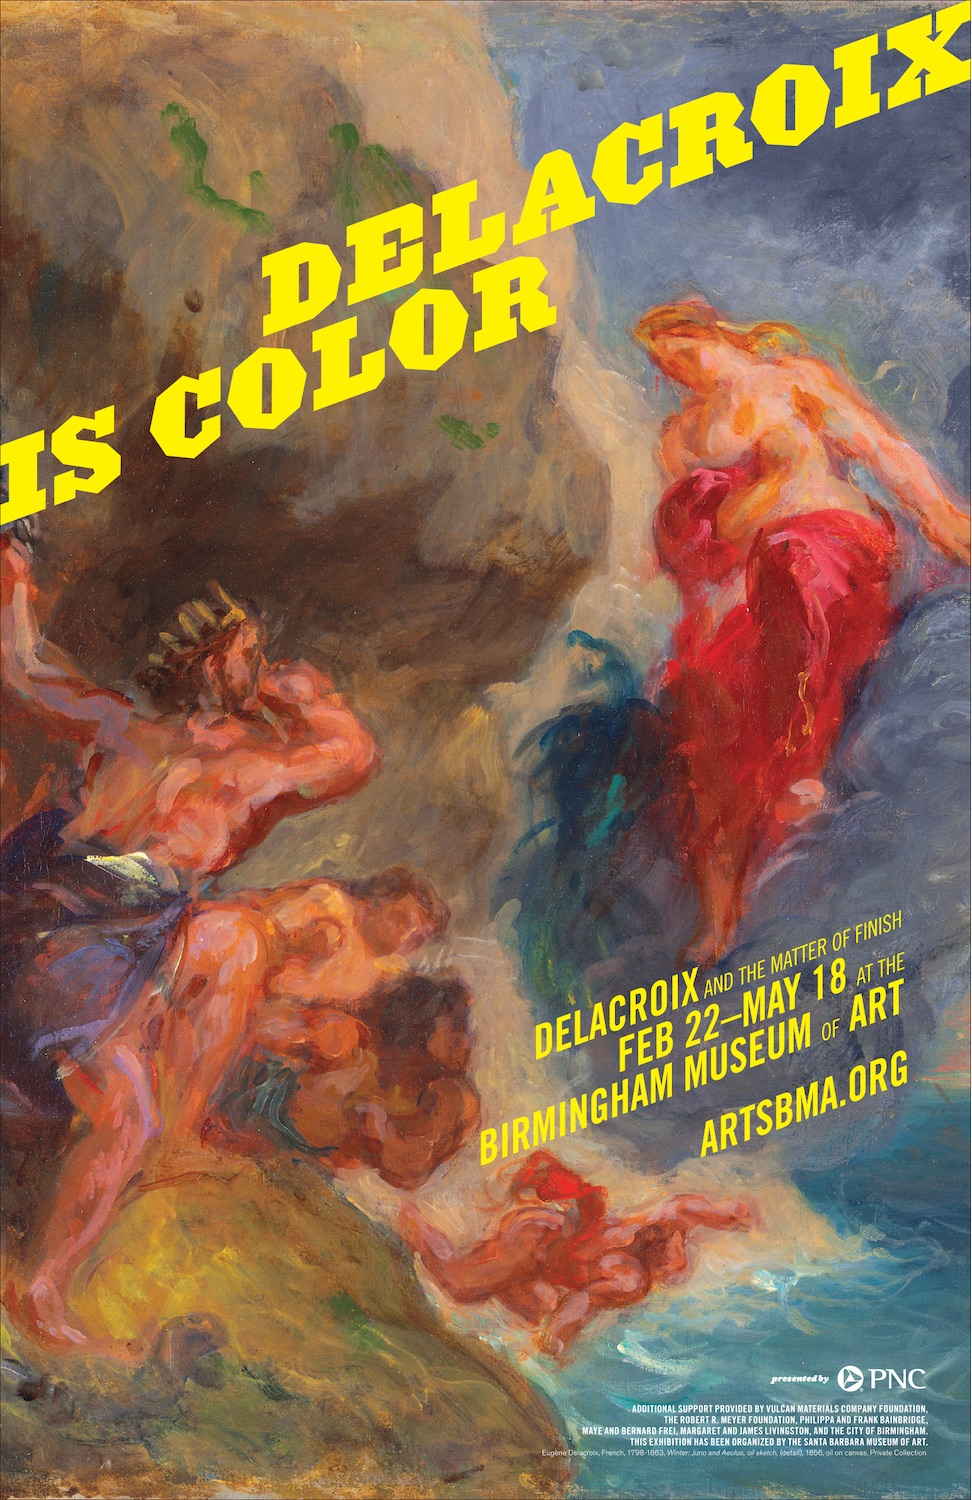 DELACROIX
IS COLOR
DELACROIX AND THE MATTER OF FINISH
FEB 22–MAY 18 AT THE
BIRMINGHAM MUSEUM OF ART
ARTSBMA.ORG
presented by PNC
ADDITIONAL SUPPORT PROVIDED BY VULCAN MATERIALS COMPANY FOUNDATION,
THE ROBERT R. MEYER FOUNDATION, PHILIPPA AND FRANK BAINBRIDGE,
MAYE AND BERNARD FREI, MARGARET AND JAMES LIVINGSTON, AND THE CITY OF BIRMINGHAM.
THIS EXHIBITION HAS BEEN ORGANIZED BY THE SANTA BARBARA MUSEUM OF ART.
Eugène Delacroix, French, 1798-1863, Winter: Juno and Aeolus, oil sketch, (detail), 1856, oil on canvas, Private Collection